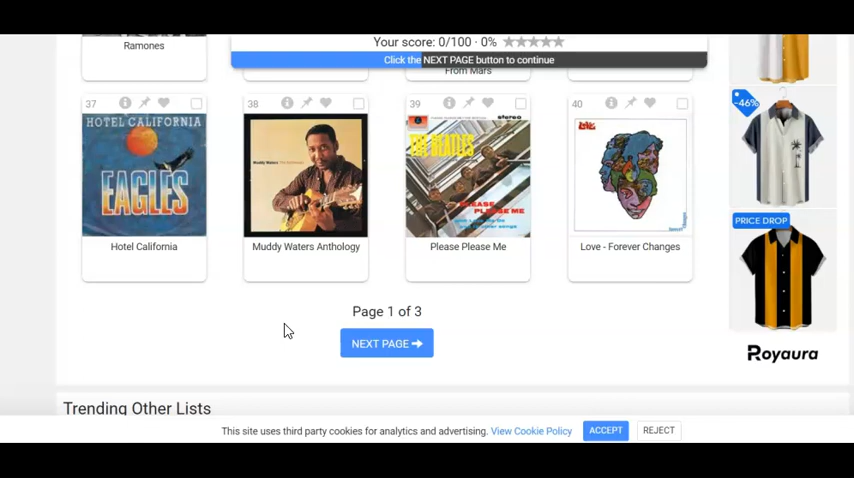 Ramones
Your score: 0/100 · 0%
Click the NEXT PAGE button to continue
From Mars
37
38
39
40
HOTEL CALIFORNIA
EAGLES
Muddy Waters
stereo
THE BEATLES
PLEASE
PLEASE ME
Hotel California
Muddy Waters Anthology
Please Please Me
Love - Forever Changes
-46%
PRICE DROP
Royaura
Page 1 of 3
NEXT PAGE
Trending Other Lists
This site uses third party cookies for analytics and advertising. View Cookie Policy
ACCEPT
REJECT